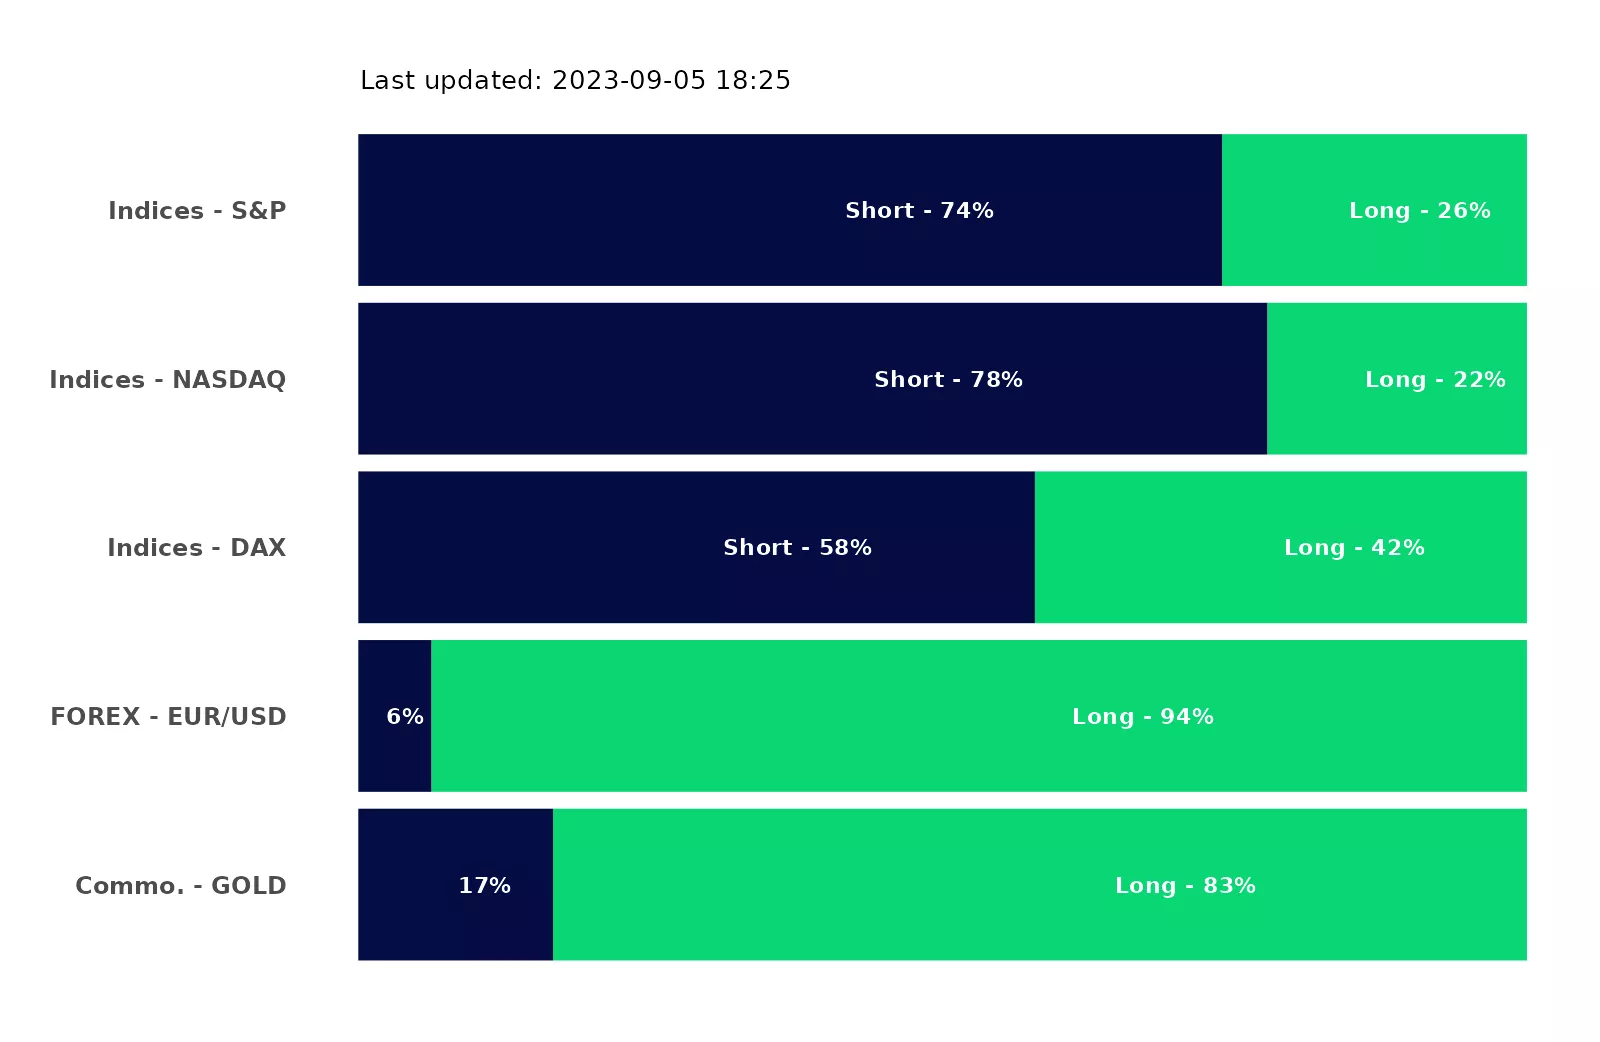 Last updated: 2023-09-05 18:25
Indices - S&P
Short - 74%
Long - 26%
Indices - NASDAQ
Short - 78%
Long - 22%
Indices - DAX
Short - 58%
Long - 42%
FOREX - EUR/USD
6%
Long - 94%
Commo. - GOLD
17%
Long - 83%